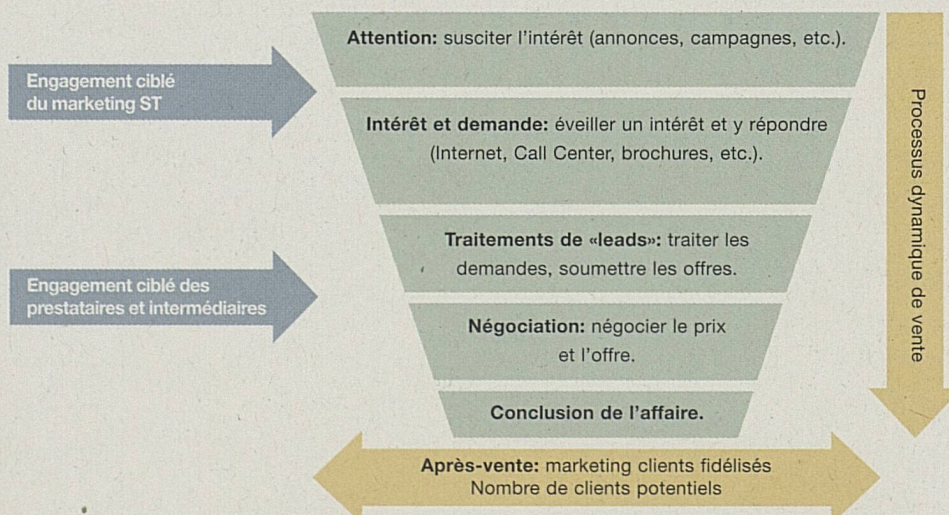 Attention: susciter l'intérêt (annonces, campagnes, etc.).
Engagement ciblé
du marketing ST
Intérêt et demande: éveiller un intérêt et y répondre
(Internet, Call Center, brochures, etc.).
Traitements de «leads»: traiter les
demandes, soumettre les offres.
Engagement ciblé des
prestataires et intermédiaires
Négociation: négocier le prix
et l'offre.
Conclusion de l'affaire.
Processus dynamique de vente
Après-vente: marketing clients fidélisés
Nombre de clients potentiels